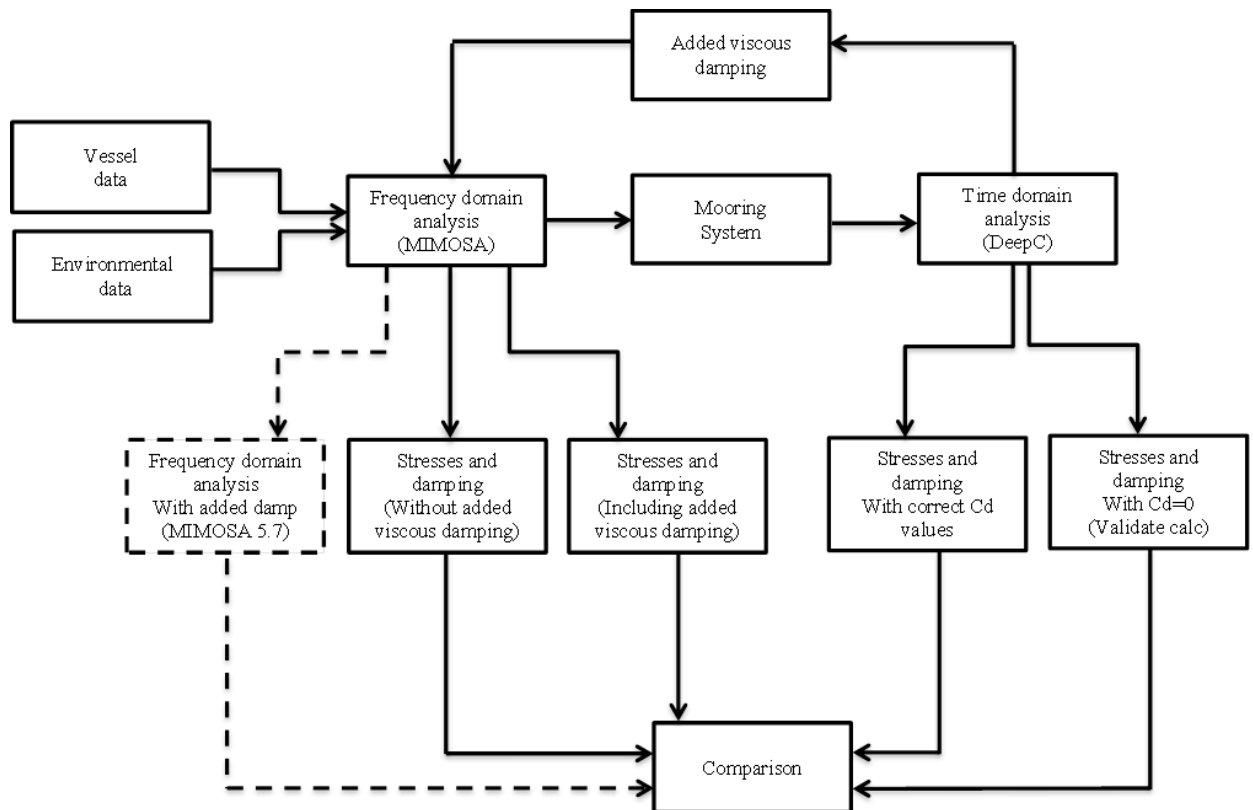 Added viscous
damping
Vessel
data
Environmental
data
Frequency domain
analysis
(MIMOSA)
Mooring
System
Time domain
analysis
(DeepC)
Frequency domain
analysis
With added damp
(MIMOSA 5.7)
Stresses and
damping
(Without added
viscous damping)
Stresses and
damping
(Including added
viscous damping)
Stresses and
damping
With correct Cd
values
Stresses and
damping
With Cd=0
(Validate calc)
Comparison